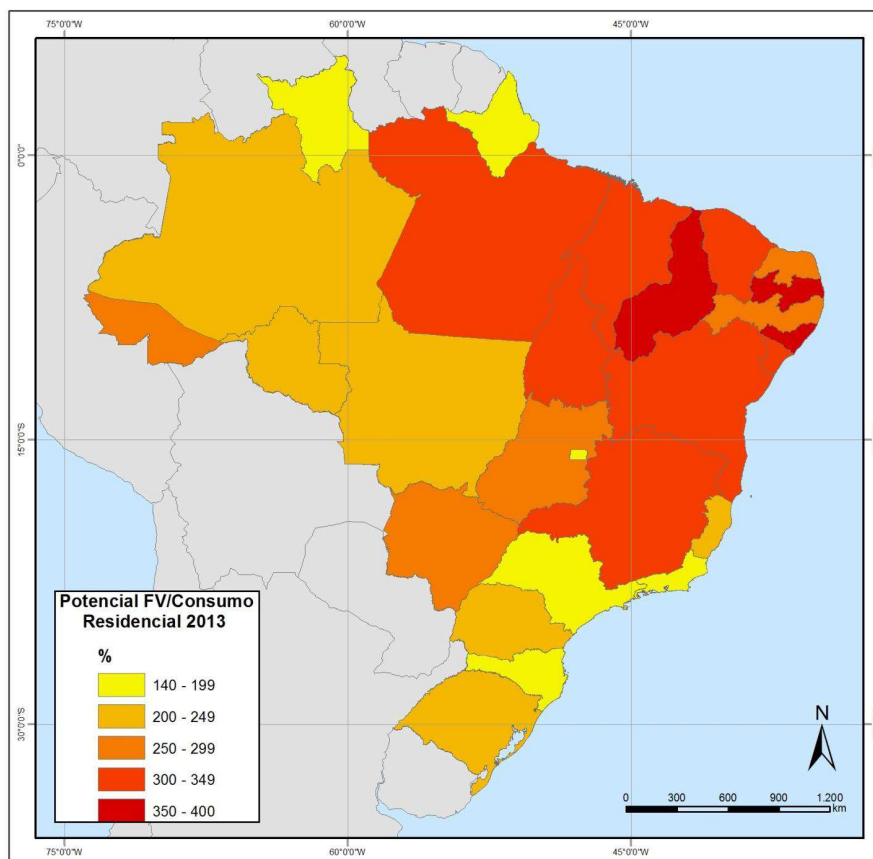 75°0'0"W 60°0'0"W 45°0'0"W
0°0'0"
15°0'0"S
30°0'0"S
Potencial FV/Consumo
Residencial 2013
%
140 - 199
200 - 249
250 - 299
300 - 349
350 - 400
N
0 300 600 900 1.200
km
75°0'0"W 60°0'0"W 45°0'0"W